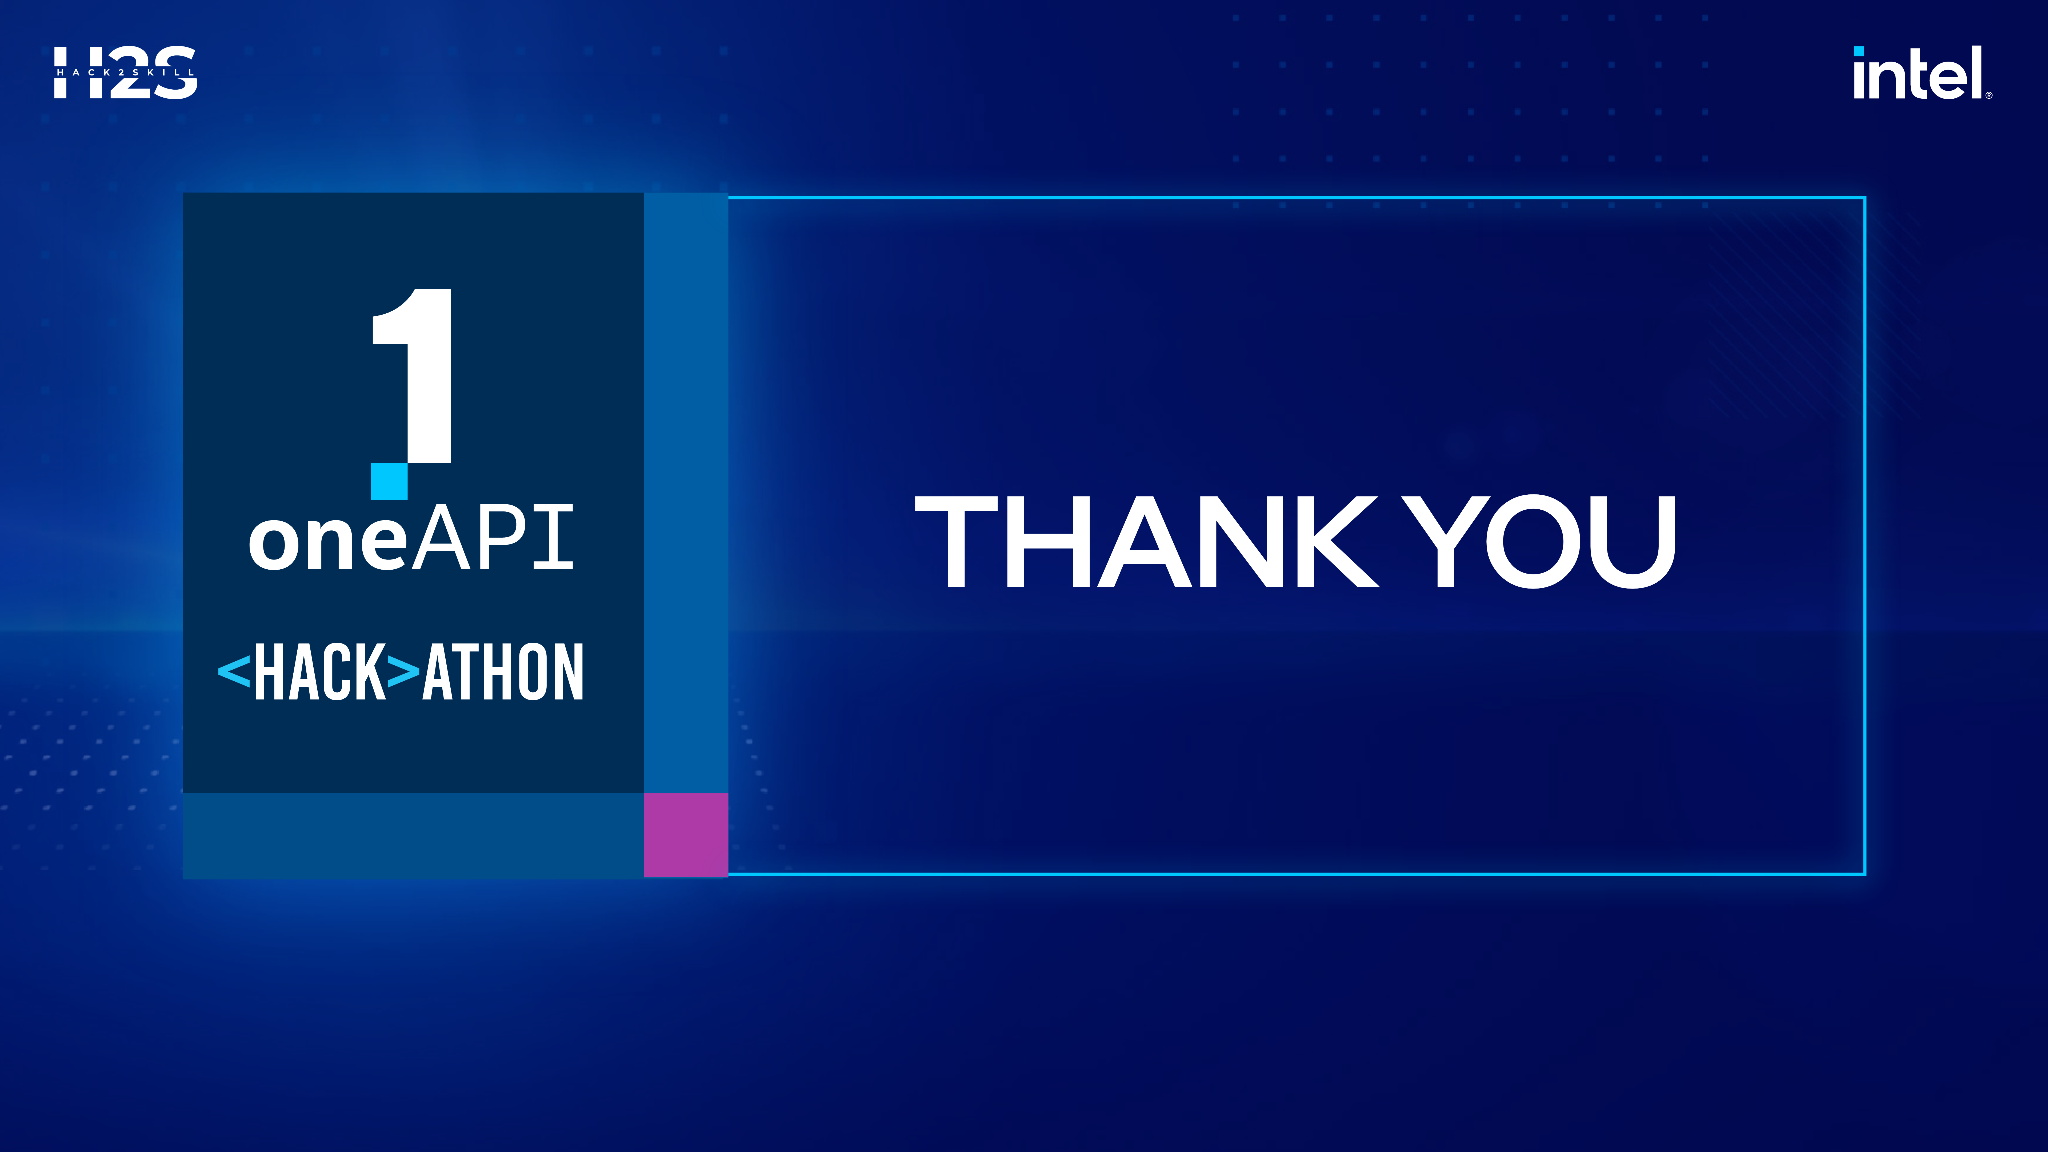 H2S
HACK2SKILL
intel®
1
oneAPI
<HACK>ATHON
THANK YOU